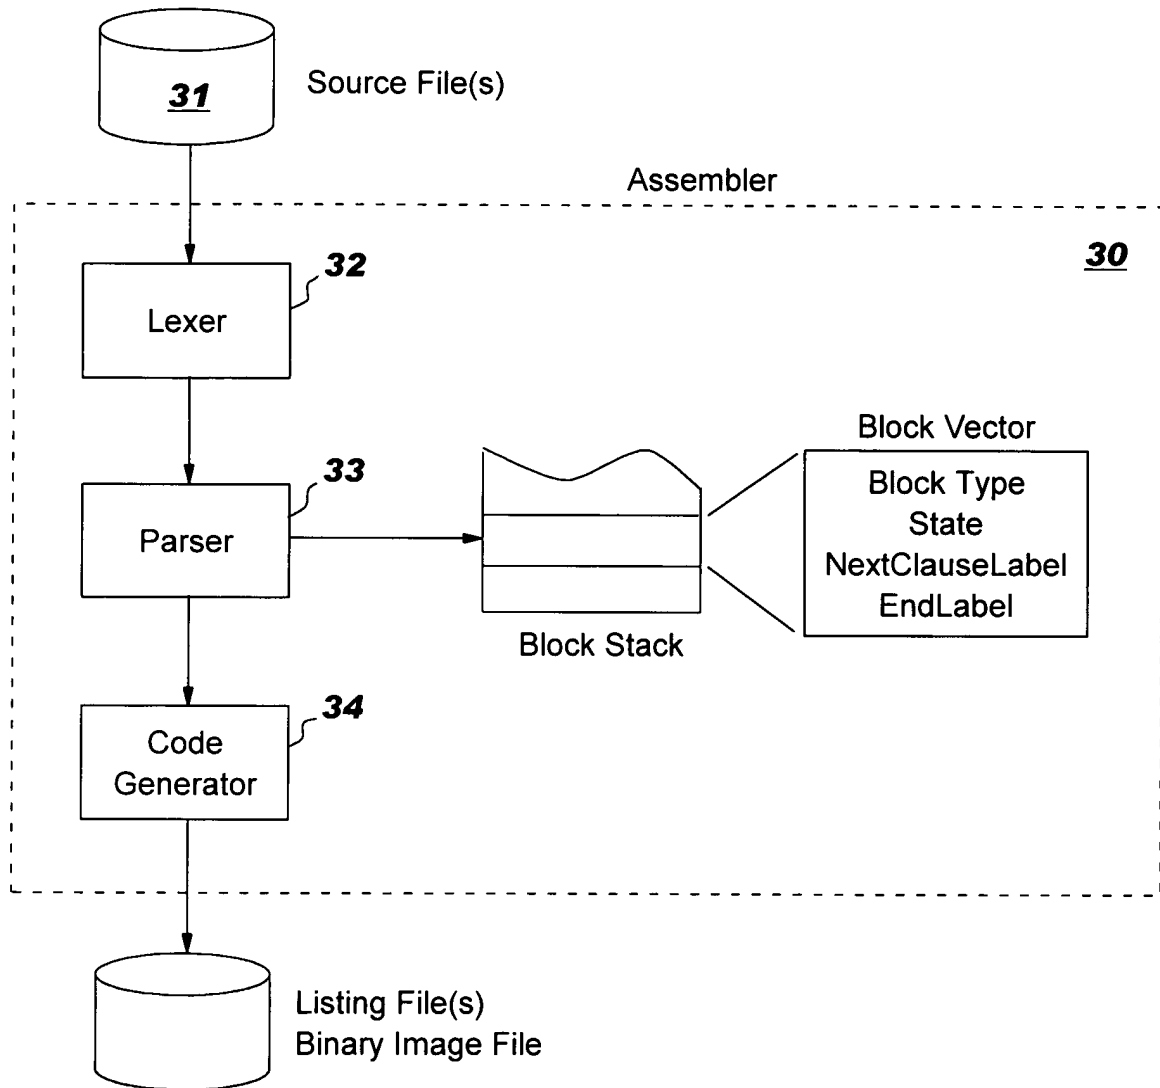 31
Source File(s)
Assembler
30
32
Lexer
33
Parser
Block Vector
Block Type
State
NextClauseLabel
EndLabel
Block Stack
34
Code
Generator
Listing File(s)
Binary Image File